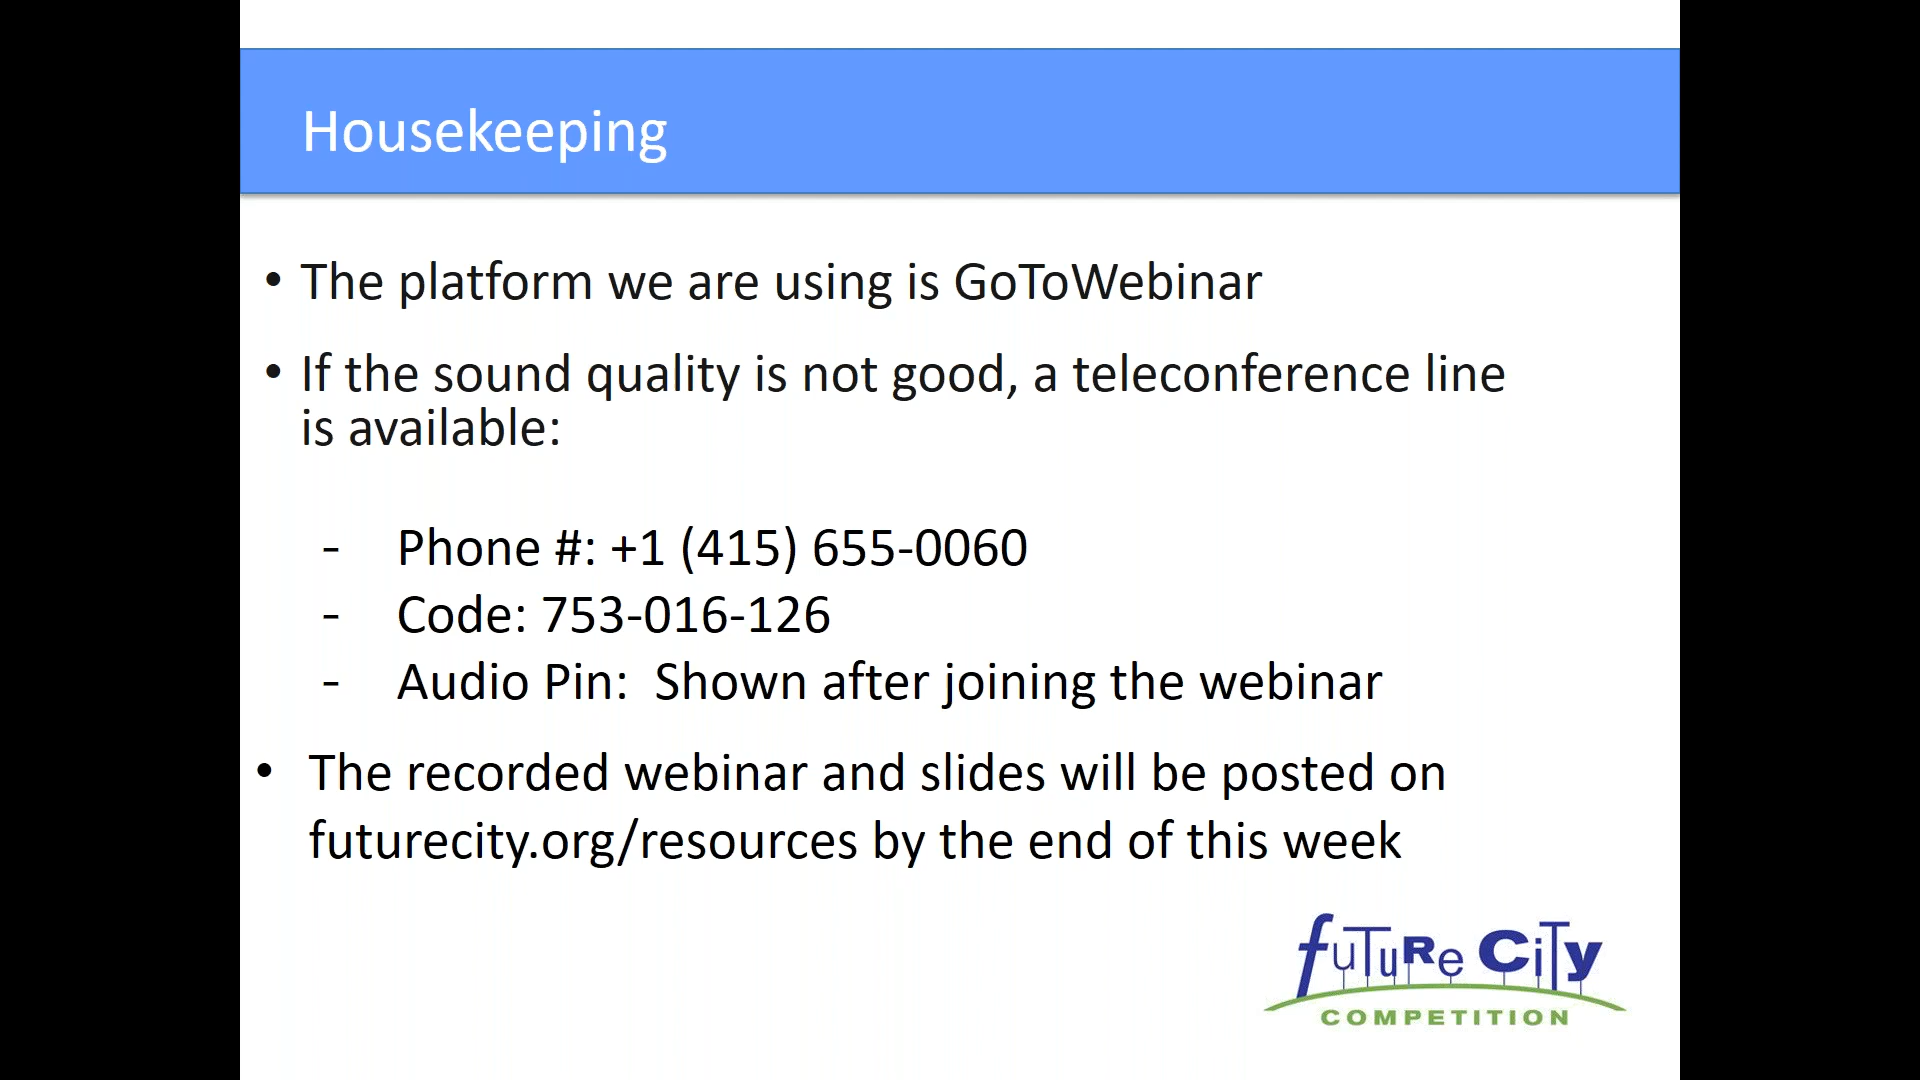 Housekeeping
• The platform we are using is GoToWebinar
• If the sound quality is not good, a teleconference line
is available:
- Phone #: +1 (415) 655-0060
- Code: 753-016-126
- Audio Pin:  Shown after joining the webinar
• The recorded webinar and slides will be posted on
futurecity.org/resources by the end of this week
fuTuRe CiTy
COMPETITION